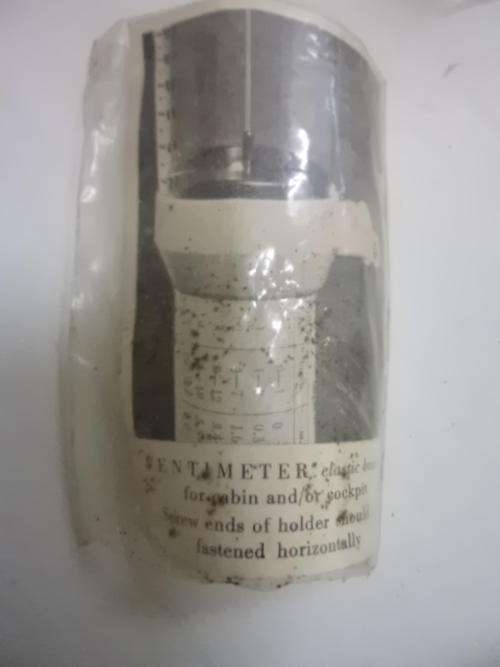 VENTIMETER elastic
for cabin and/or cockpit
Screw ends of holder should
fastened horizontally